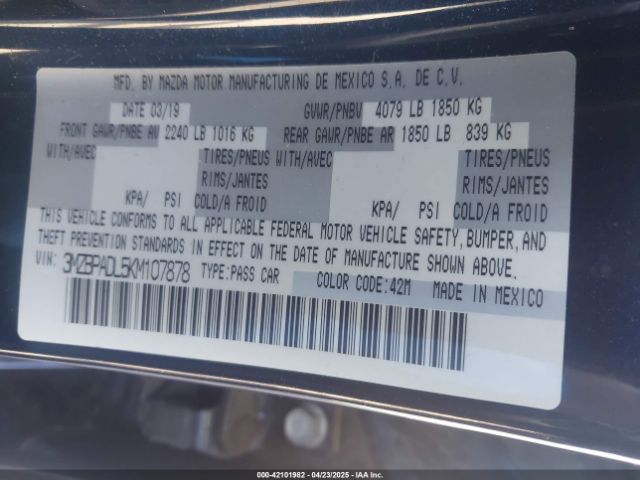 MFD. BY MAZDA MOTOR MANUFACTURING DE MEXICO S.A. DE C.V.
DATE 03/19 GVWR/PNBV 4079 LB 1850 KG
FRONT GAWR/PNBE AV 2240 LB 1016 KG REAR GAWR/PNBE AR 1850 LB 839 KG
WITH/AVEC TIRES/PNEUS WITH/AVEC TIRES/PNEUS
RIMS/JANTES RIMS/JANTES
KPA/ PSI COLD/A FROID KPA/ PSI COLD/A FROID
THIS VEHICLE CONFORMS TO ALL APPLICABLE FEDERAL MOTOR VEHICLE SAFETY, BUMPER, AND
THEFT PREVENTION STANDARDS IN EFFECT ON THE DATE OF MANUFACTURE SHOWN ABOVE.
VIN: 3MZBPADL5KM107878 TYPE:PASS CAR COLOR CODE:42M MADE IN MEXICO
000-42101982 - 04/23/2025 - IAA Inc.